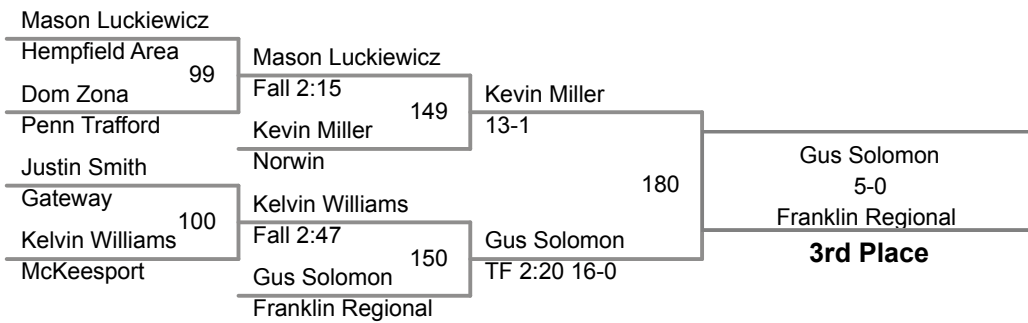 Mason Luckiewicz
Hempfield Area
99
Dom Zona
Penn Trafford
Justin Smith
Gateway
100
Kelvin Williams
McKeesport
Mason Luckiewicz
Fall 2:15
149
Kevin Miller
Norwin
Kelvin Williams
Fall 2:47
150
Gus Solomon
Franklin Regional
Kevin Miller
13-1
180
Gus Solomon
TF 2:20 16-0
Gus Solomon
5-0
Franklin Regional
3rd Place